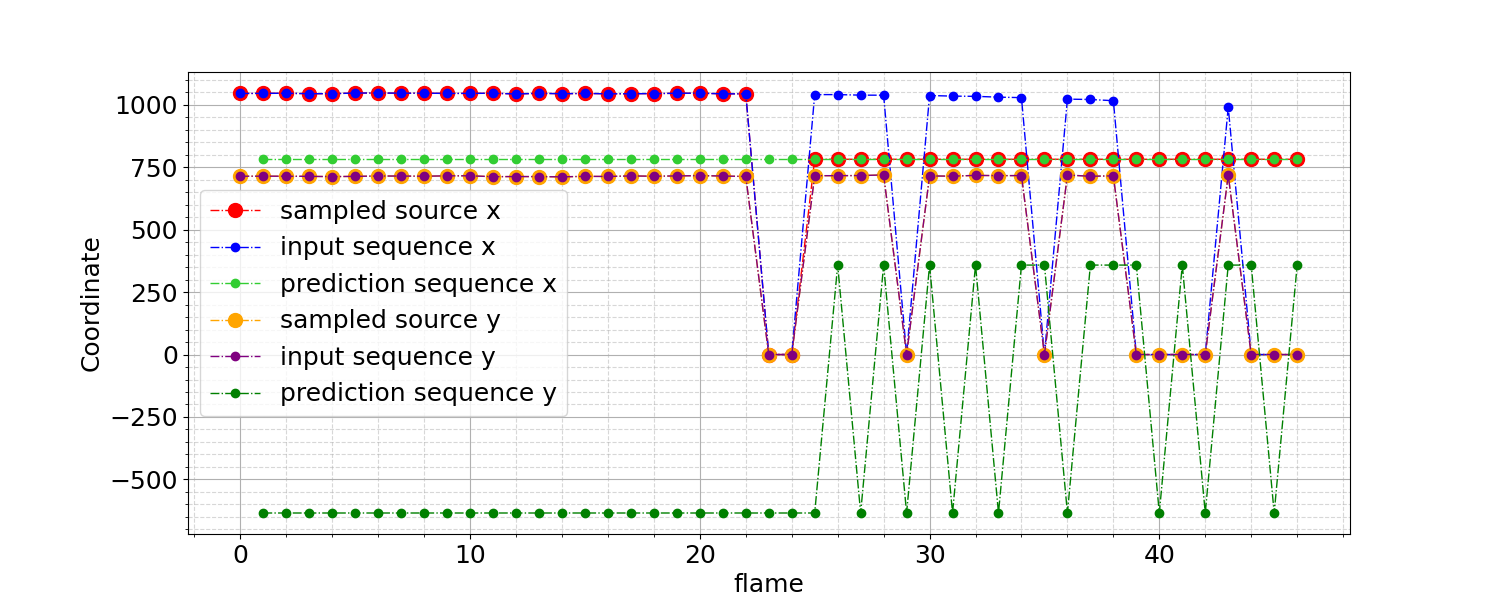 1000
750
500
250
0
−250
−500
Coordinate
sampled source x
input sequence x
prediction sequence x
sampled source y
input sequence y
prediction sequence y
0 10 20 30 40
flame